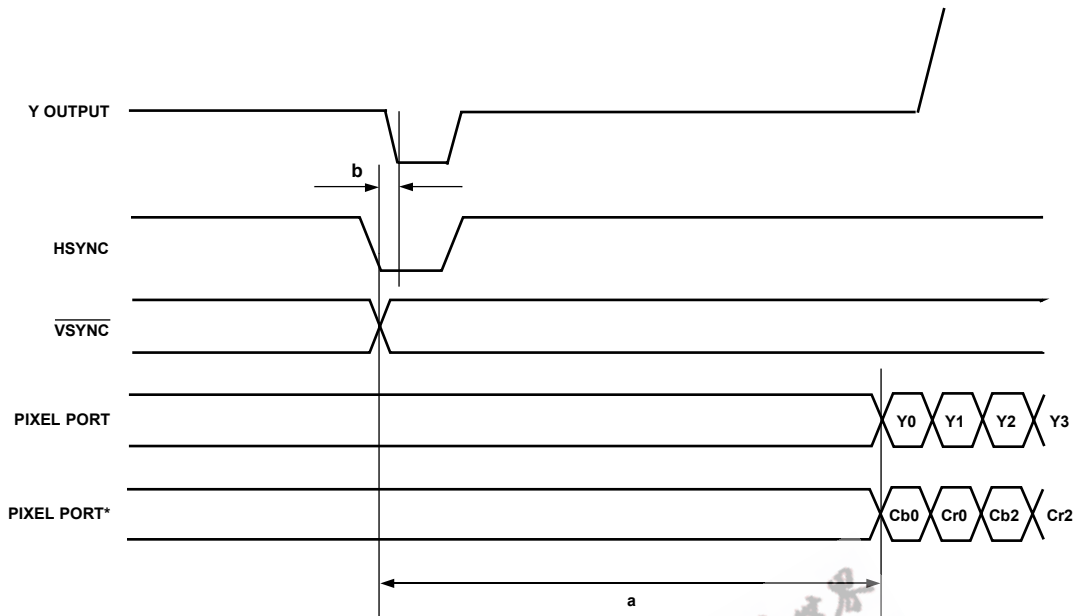 Y OUTPUT
b
HSYNC
VSYNC
PIXEL PORT
Y0 Y1 Y2 Y3
PIXEL PORT*
Cb0 Cr0 Cb2 Cr2
a